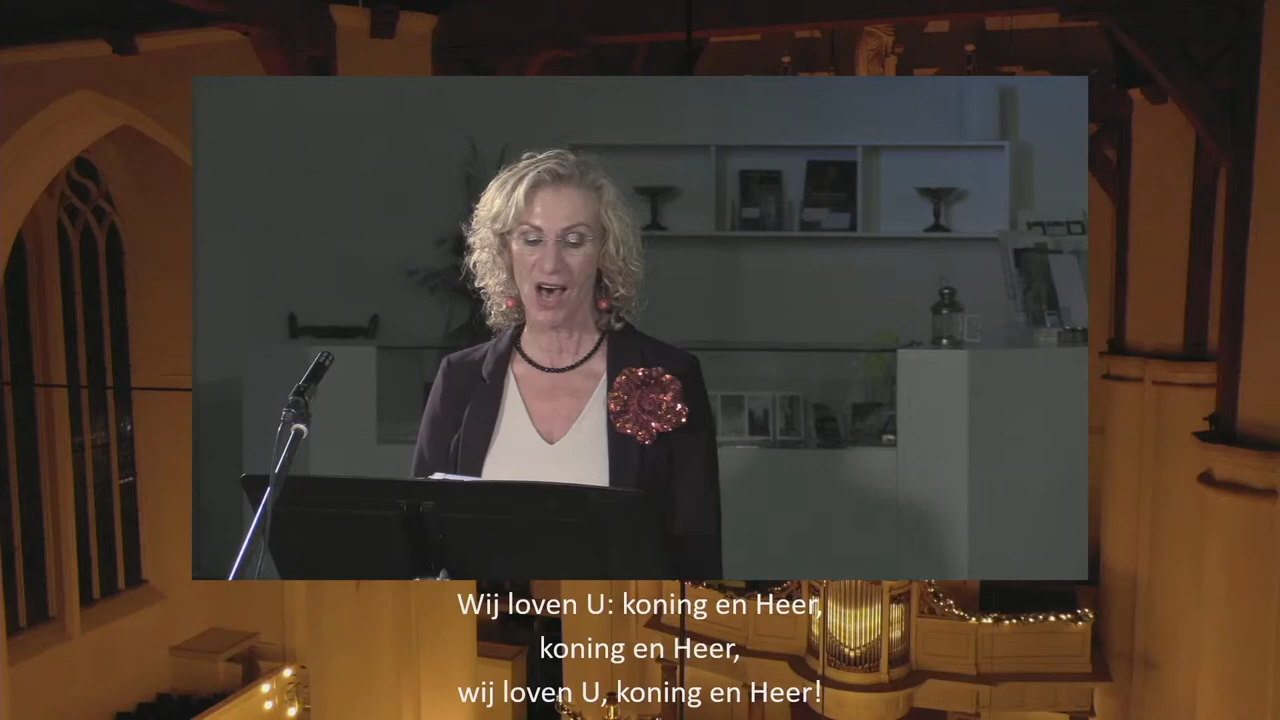 Wij loven U: koning en Heer,
koning en Heer,
wij loven U, koning en Heer!